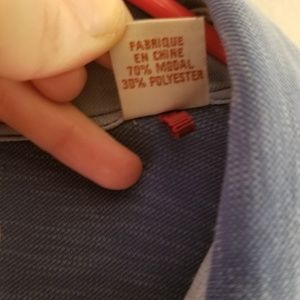 FABRIQUE
EN CHINE
70% MODAL
30% POLYESTER